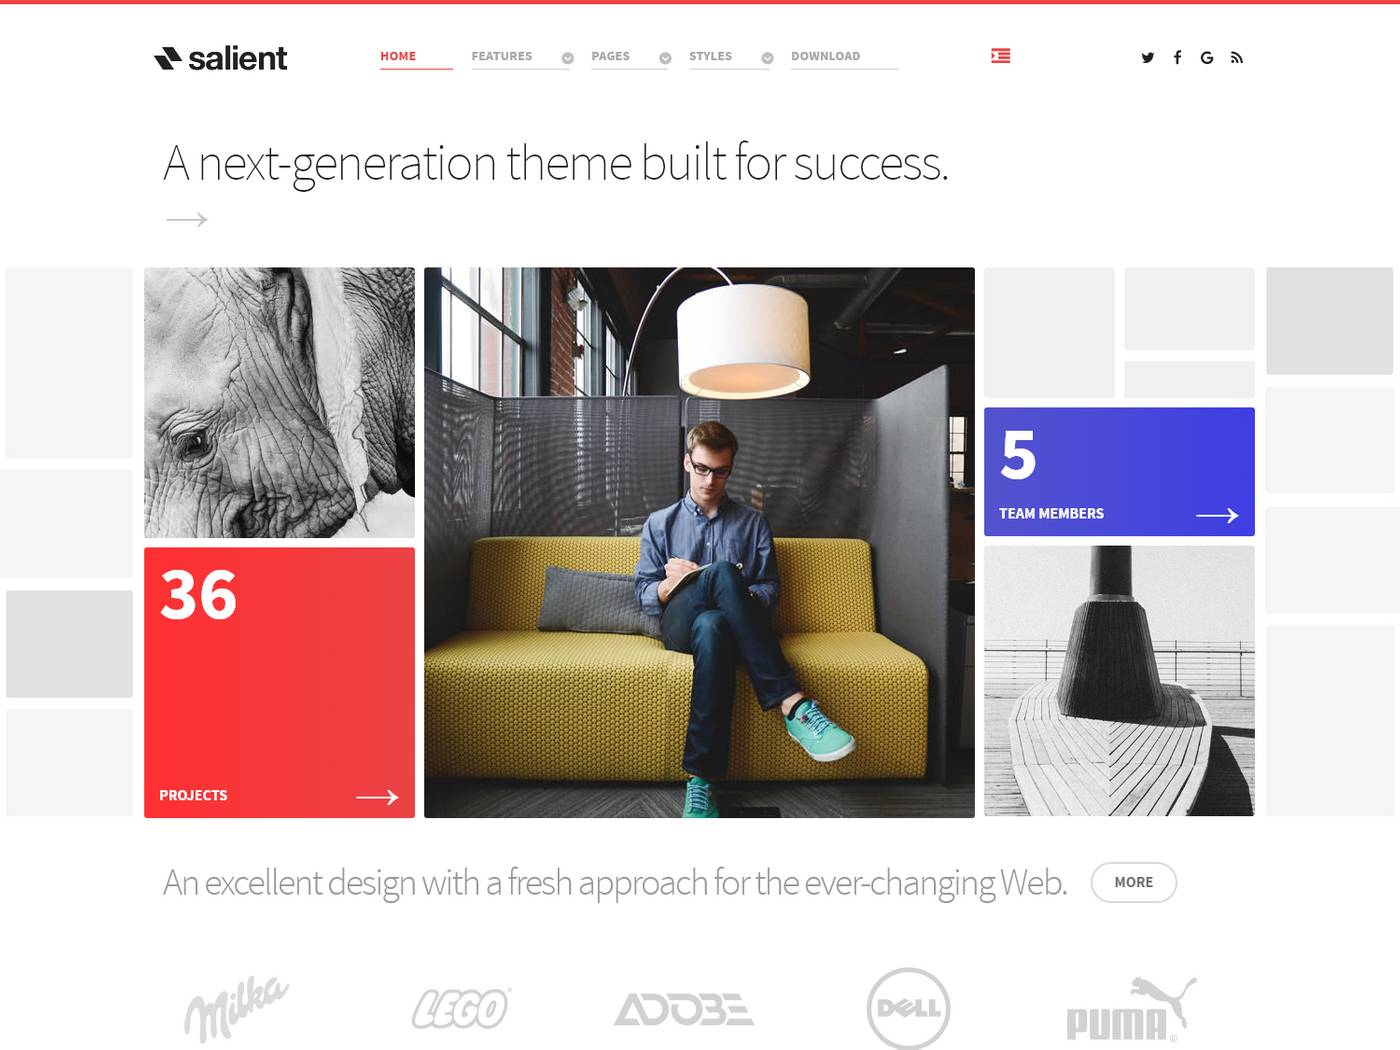 salient
HOME FEATURES PAGES STYLES DOWNLOAD
A next-generation theme built for success.
5
TEAM MEMBERS
36
PROJECTS
An excellent design with a fresh approach for the ever-changing Web.
MORE
Milka LEGO ADOBE DELL PUMA